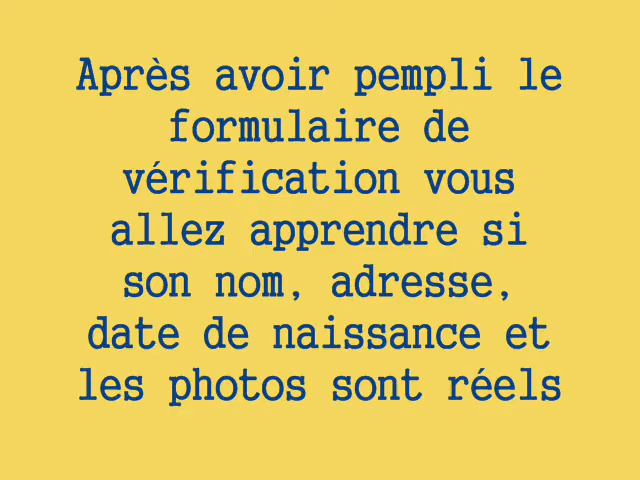 Après avoir pempli le
formulaire de
vérification vous
allez apprendre si
son nom, adresse,
date de naissance et
les photos sont réels